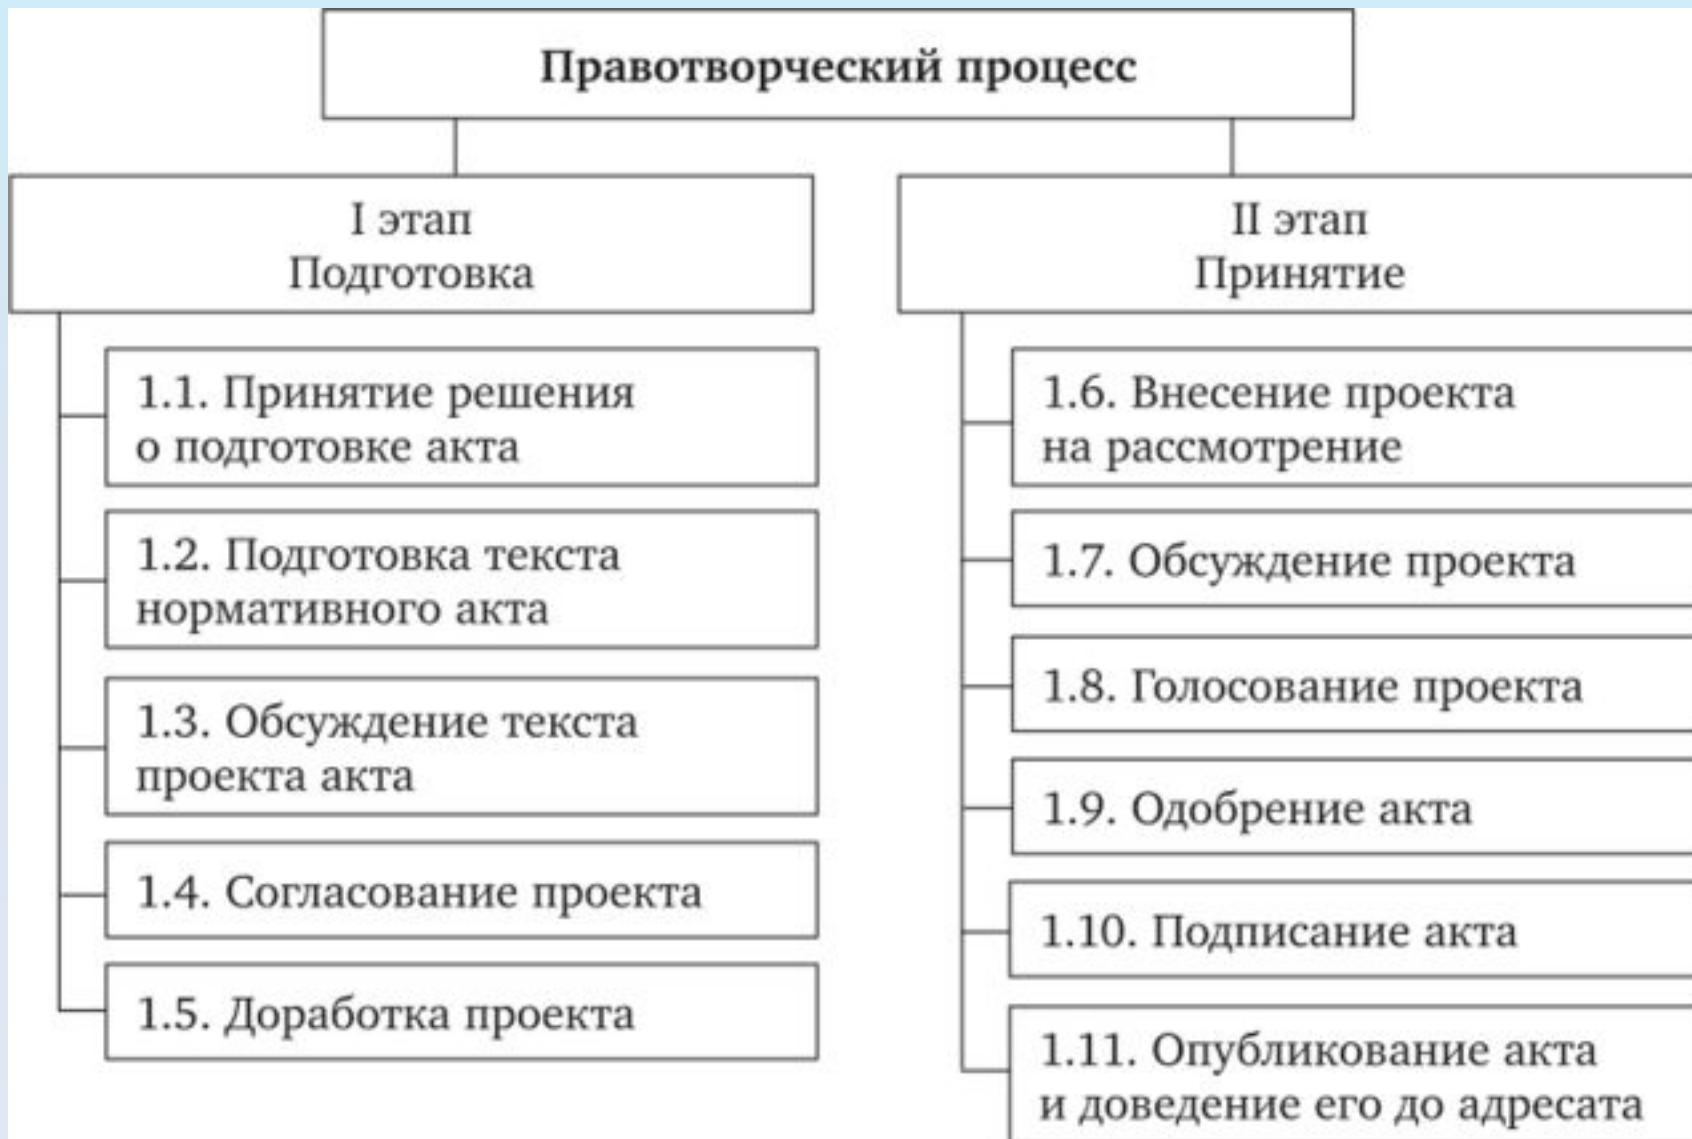 Правотворческий процесс
I этап
Подготовка
1.1. Принятие решения
о подготовке акта
1.2. Подготовка текста
нормативного акта
1.3. Обсуждение текста
проекта акта
1.4. Согласование проекта
1.5. Доработка проекта
II этап
Принятие
1.6. Внесение проекта
на рассмотрение
1.7. Обсуждение проекта
1.8. Голосование проекта
1.9. Одобрение акта
1.10. Подписание акта
1.11. Опубликование акта
и доведение его до адресата